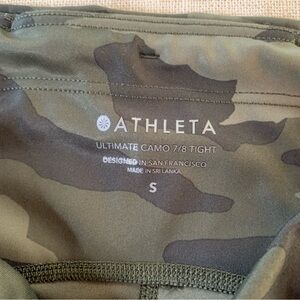 ATHLETA
ULTIMATE CAMO 7/8 TIGHT
DESIGNED IN SAN FRANCISCO
MADE IN SRI LANKA
S